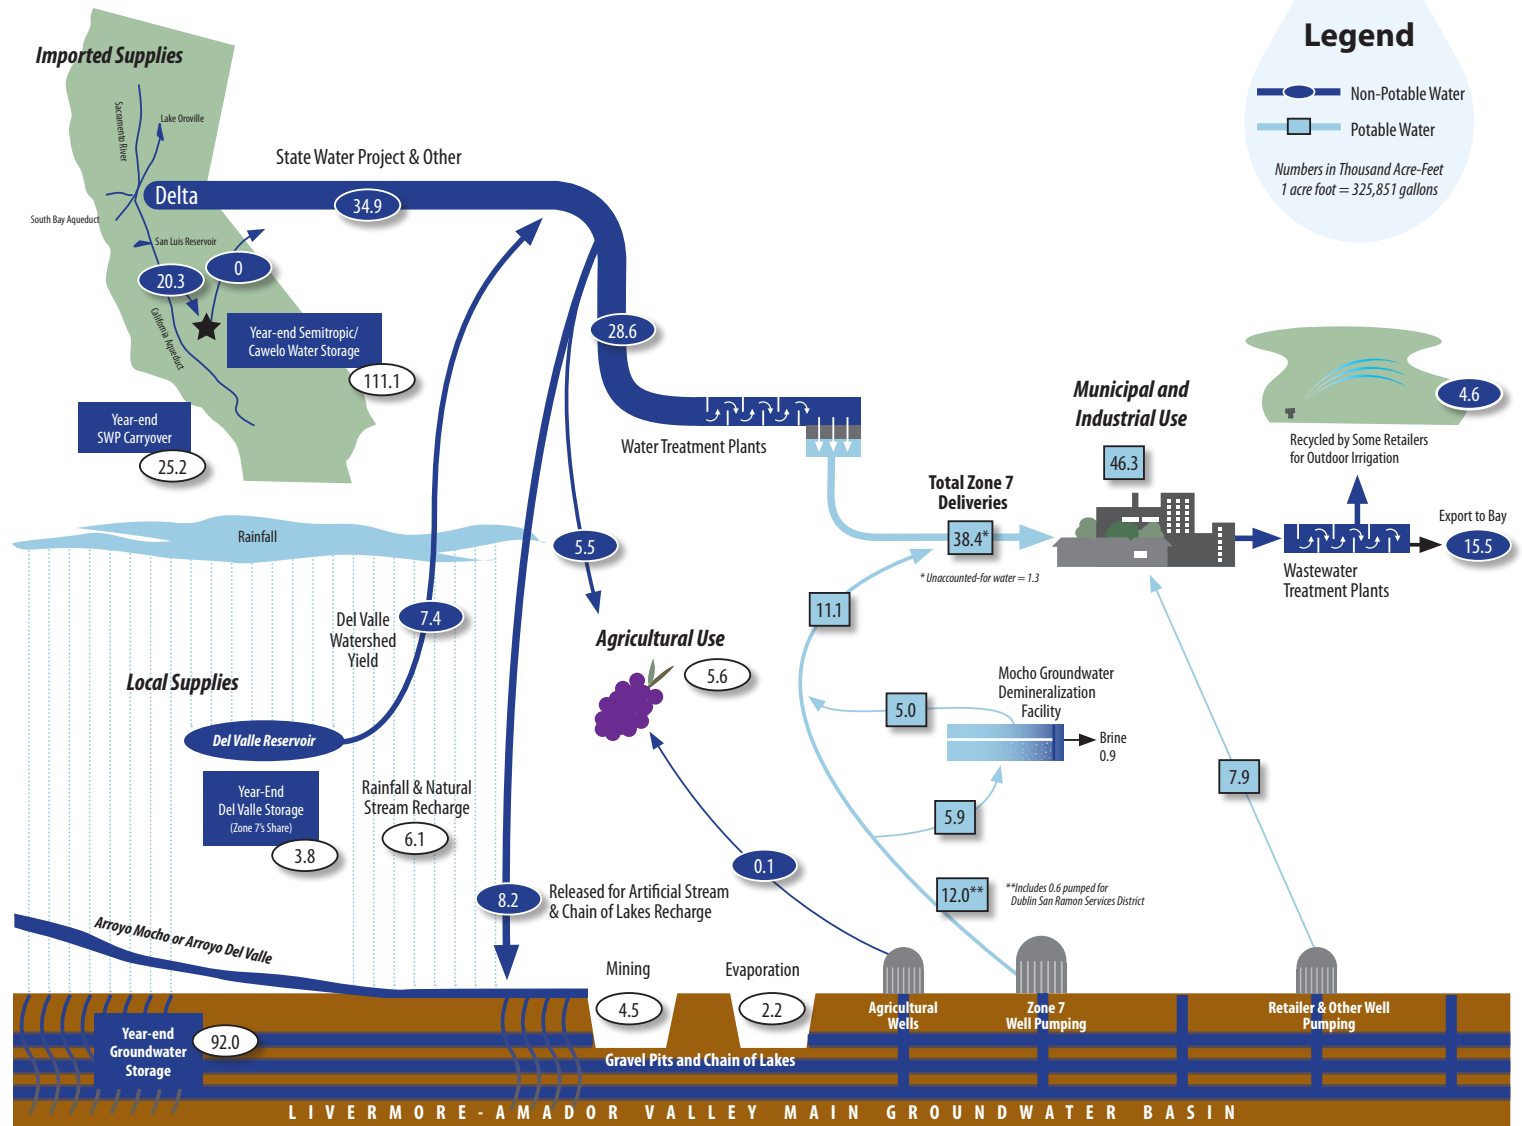 Imported Supplies
Sacramento River
Lake Oroville
State Water Project & Other
Delta
34.9
South Bay Aqueduct
San Luis Reservoir
20.3
0
California Aqueduct
Year-end Semitropic/
Cawelo Water Storage
111.1
Year-end
SWP Carryover
25.2
Legend
Non-Potable Water
Potable Water
Numbers in Thousand Acre-Feet
1 acre foot = 325,851 gallons
28.6
Water Treatment Plants
Municipal and
Industrial Use
46.3
4.6
Recycled by Some Retailers
for Outdoor Irrigation
Total Zone 7
Deliveries
38.4*
* Unaccounted-for water = 1.3
Export to Bay
15.5
Wastewater
Treatment Plants
Rainfall
5.5
Del Valle
Watershed
Yield
7.4
Agricultural Use
5.6
11.1
Local Supplies
Del Valle Reservoir
Mocho Groundwater
Demineralization
Facility
5.0
Brine
0.9
5.9
7.9
Year-End
Del Valle Storage
(Zone 7's Share)
3.8
Rainfall & Natural
Stream Recharge
6.1
8.2
Released for Artificial Stream
& Chain of Lakes Recharge
0.1
12.0**
**Includes 0.6 pumped for
Dublin San Ramon Services District
Arroyo Mocho or Arroyo Del Valle
Mining
4.5
Evaporation
2.2
Agricultural
Wells
Zone 7
Well Pumping
Retailer & Other Well
Pumping
Year-end
Groundwater
Storage
92.0
Gravel Pits and Chain of Lakes
LIVERMORE-AMADOR VALLEY MAIN GROUNDWATER BASIN